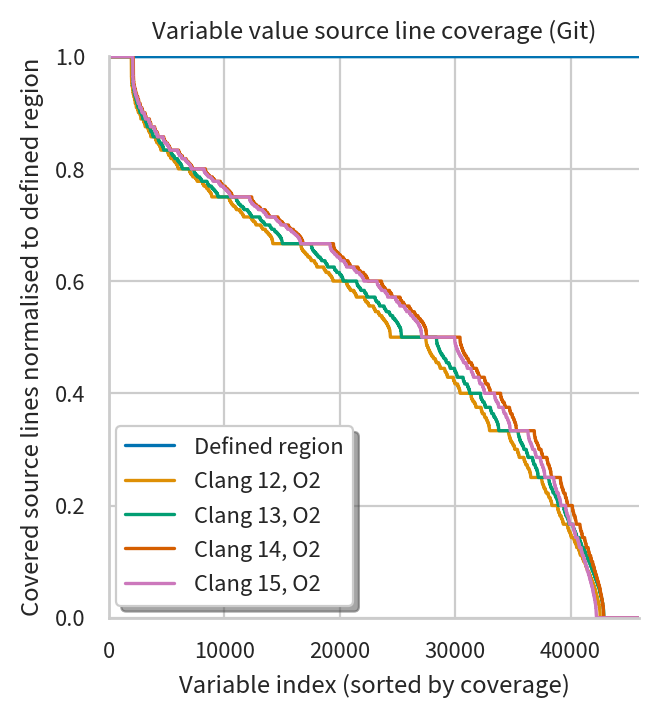 Variable value source line coverage (Git)
Covered source lines normalised to defined region
1.0
0.8
0.6
0.4
0.2
0.0
Defined region
Clang 12, O2
Clang 13, O2
Clang 14, O2
Clang 15, O2
0 10000 20000 30000 40000
Variable index (sorted by coverage)